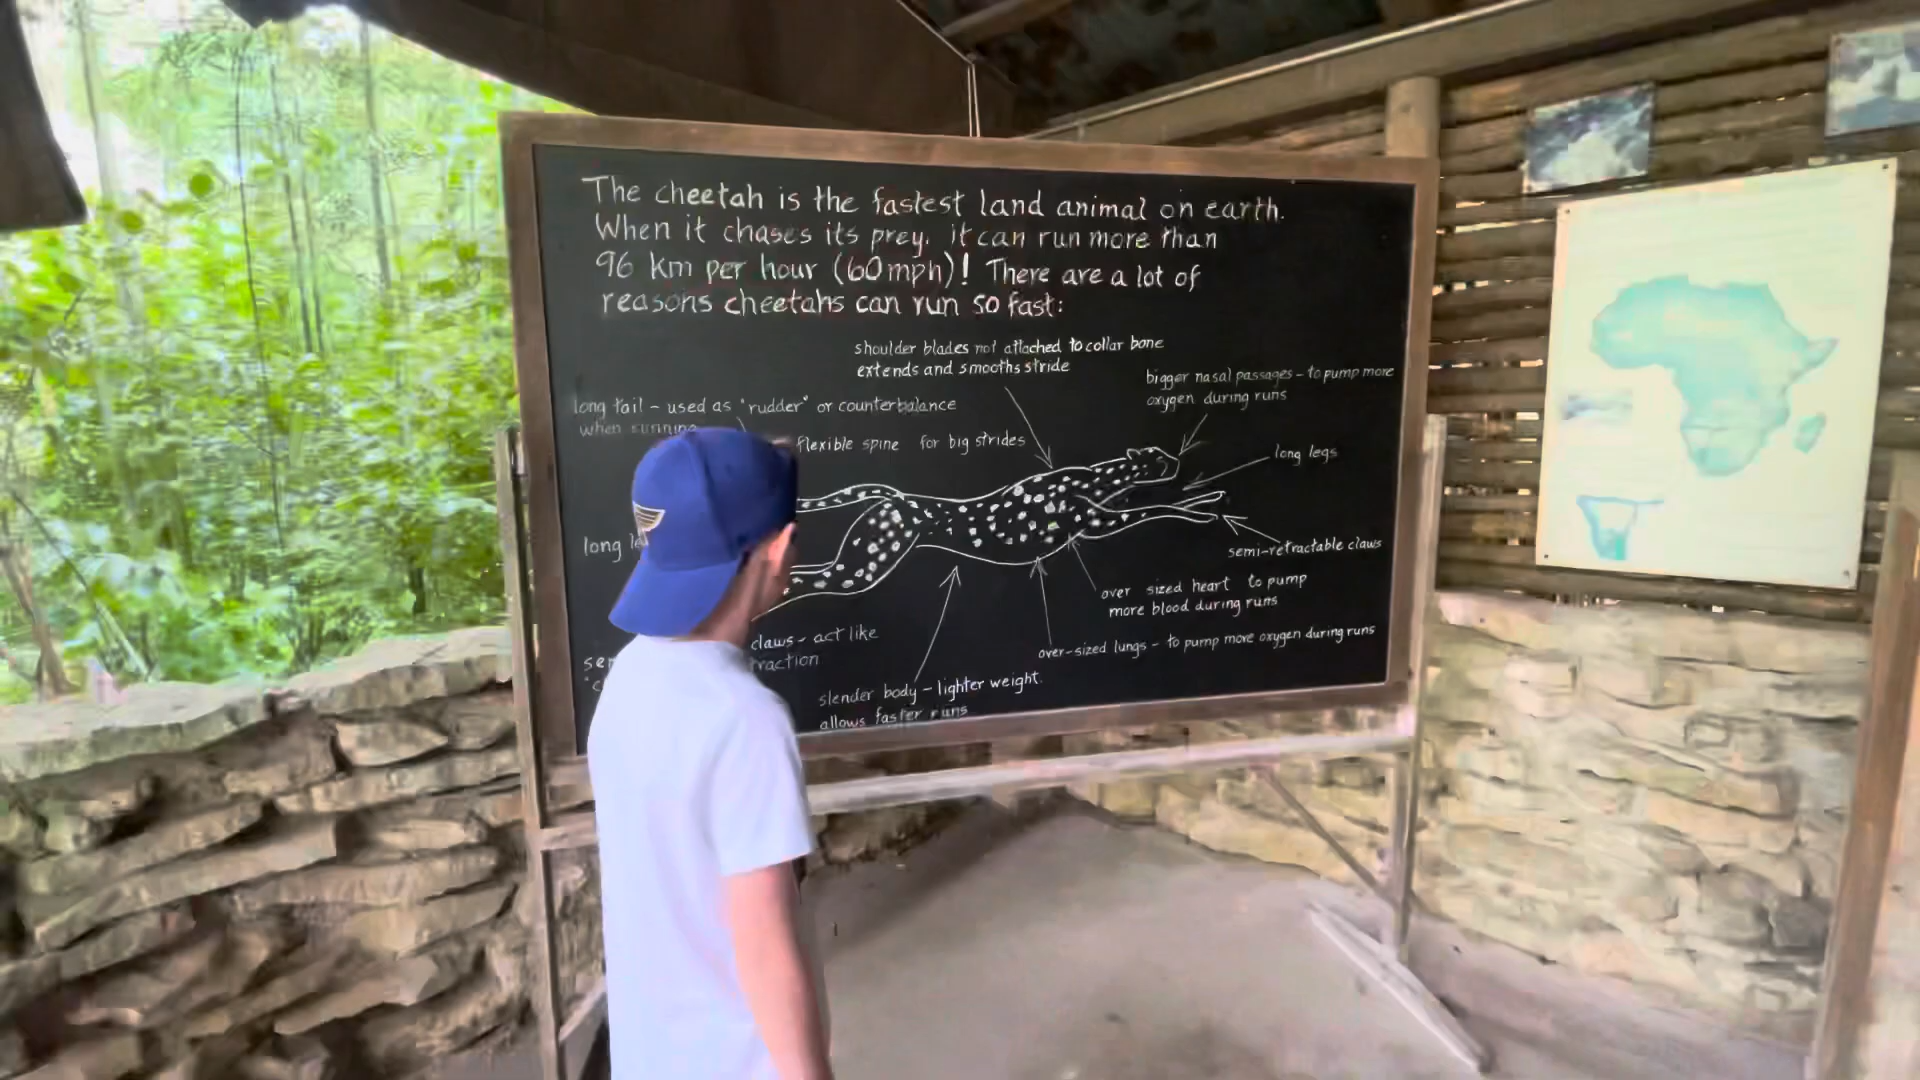 The cheetah is the fastest land animal on earth.
When it chases its prey, it can run more than
96 km per hour (60mph)! There are a lot of
reasons cheetahs can run so fast:
shoulder blades not attached to collar bone
extends and smooths stride
bigger nasal passages - to pump more
oxygen during runs
long tail - used as "rudder" or counterbalance
when running
flexible spine for big strides
long legs
long
semi-retractable claws
over sized heart to pump
more blood during runs
over-sized lungs - to pump more oxygen during runs
claws - act like
slender body - lighter weight.
allows faster runs